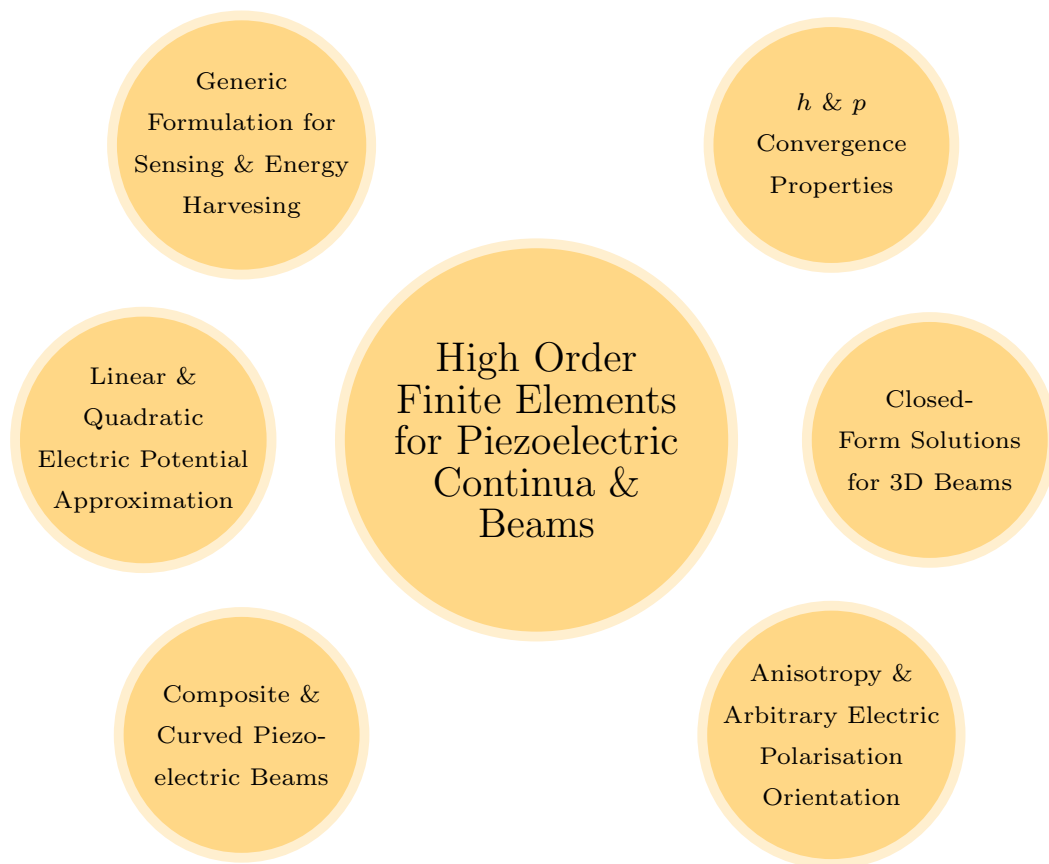 Generic
Formulation for
Sensing & Energy
Harvesing
h & p
Convergence
Properties
High Order
Finite Elements
for Piezoelectric
Continua &
Beams
Linear &
Quadratic
Electric Potential
Approximation
Closed-
Form Solutions
for 3D Beams
Composite &
Curved Piezo-
electric Beams
Anisotropy &
Arbitrary Electric
Polarisation
Orientation